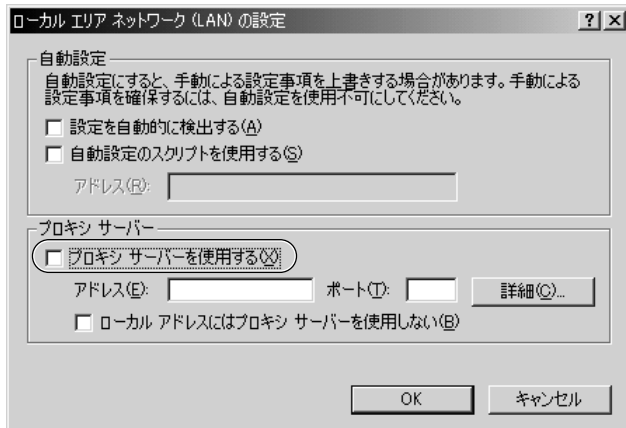 ローカル エリア ネットワーク (LAN) の設定
自動設定
自動設定にすると、手動による設定事項を上書きする場合があります。手動による
設定事項を確保するには、自動設定を使用不可にしてください。
設定を自動的に検出する(A)
自動設定のスクリプトを使用する(S)
アドレス(R):
プロキシ サーバー
プロキシ サーバーを使用する(X)
アドレス(E): ポート(T): 詳細(C)...
ローカル アドレスにはプロキシ サーバーを使用しない(B)
OK キャンセル